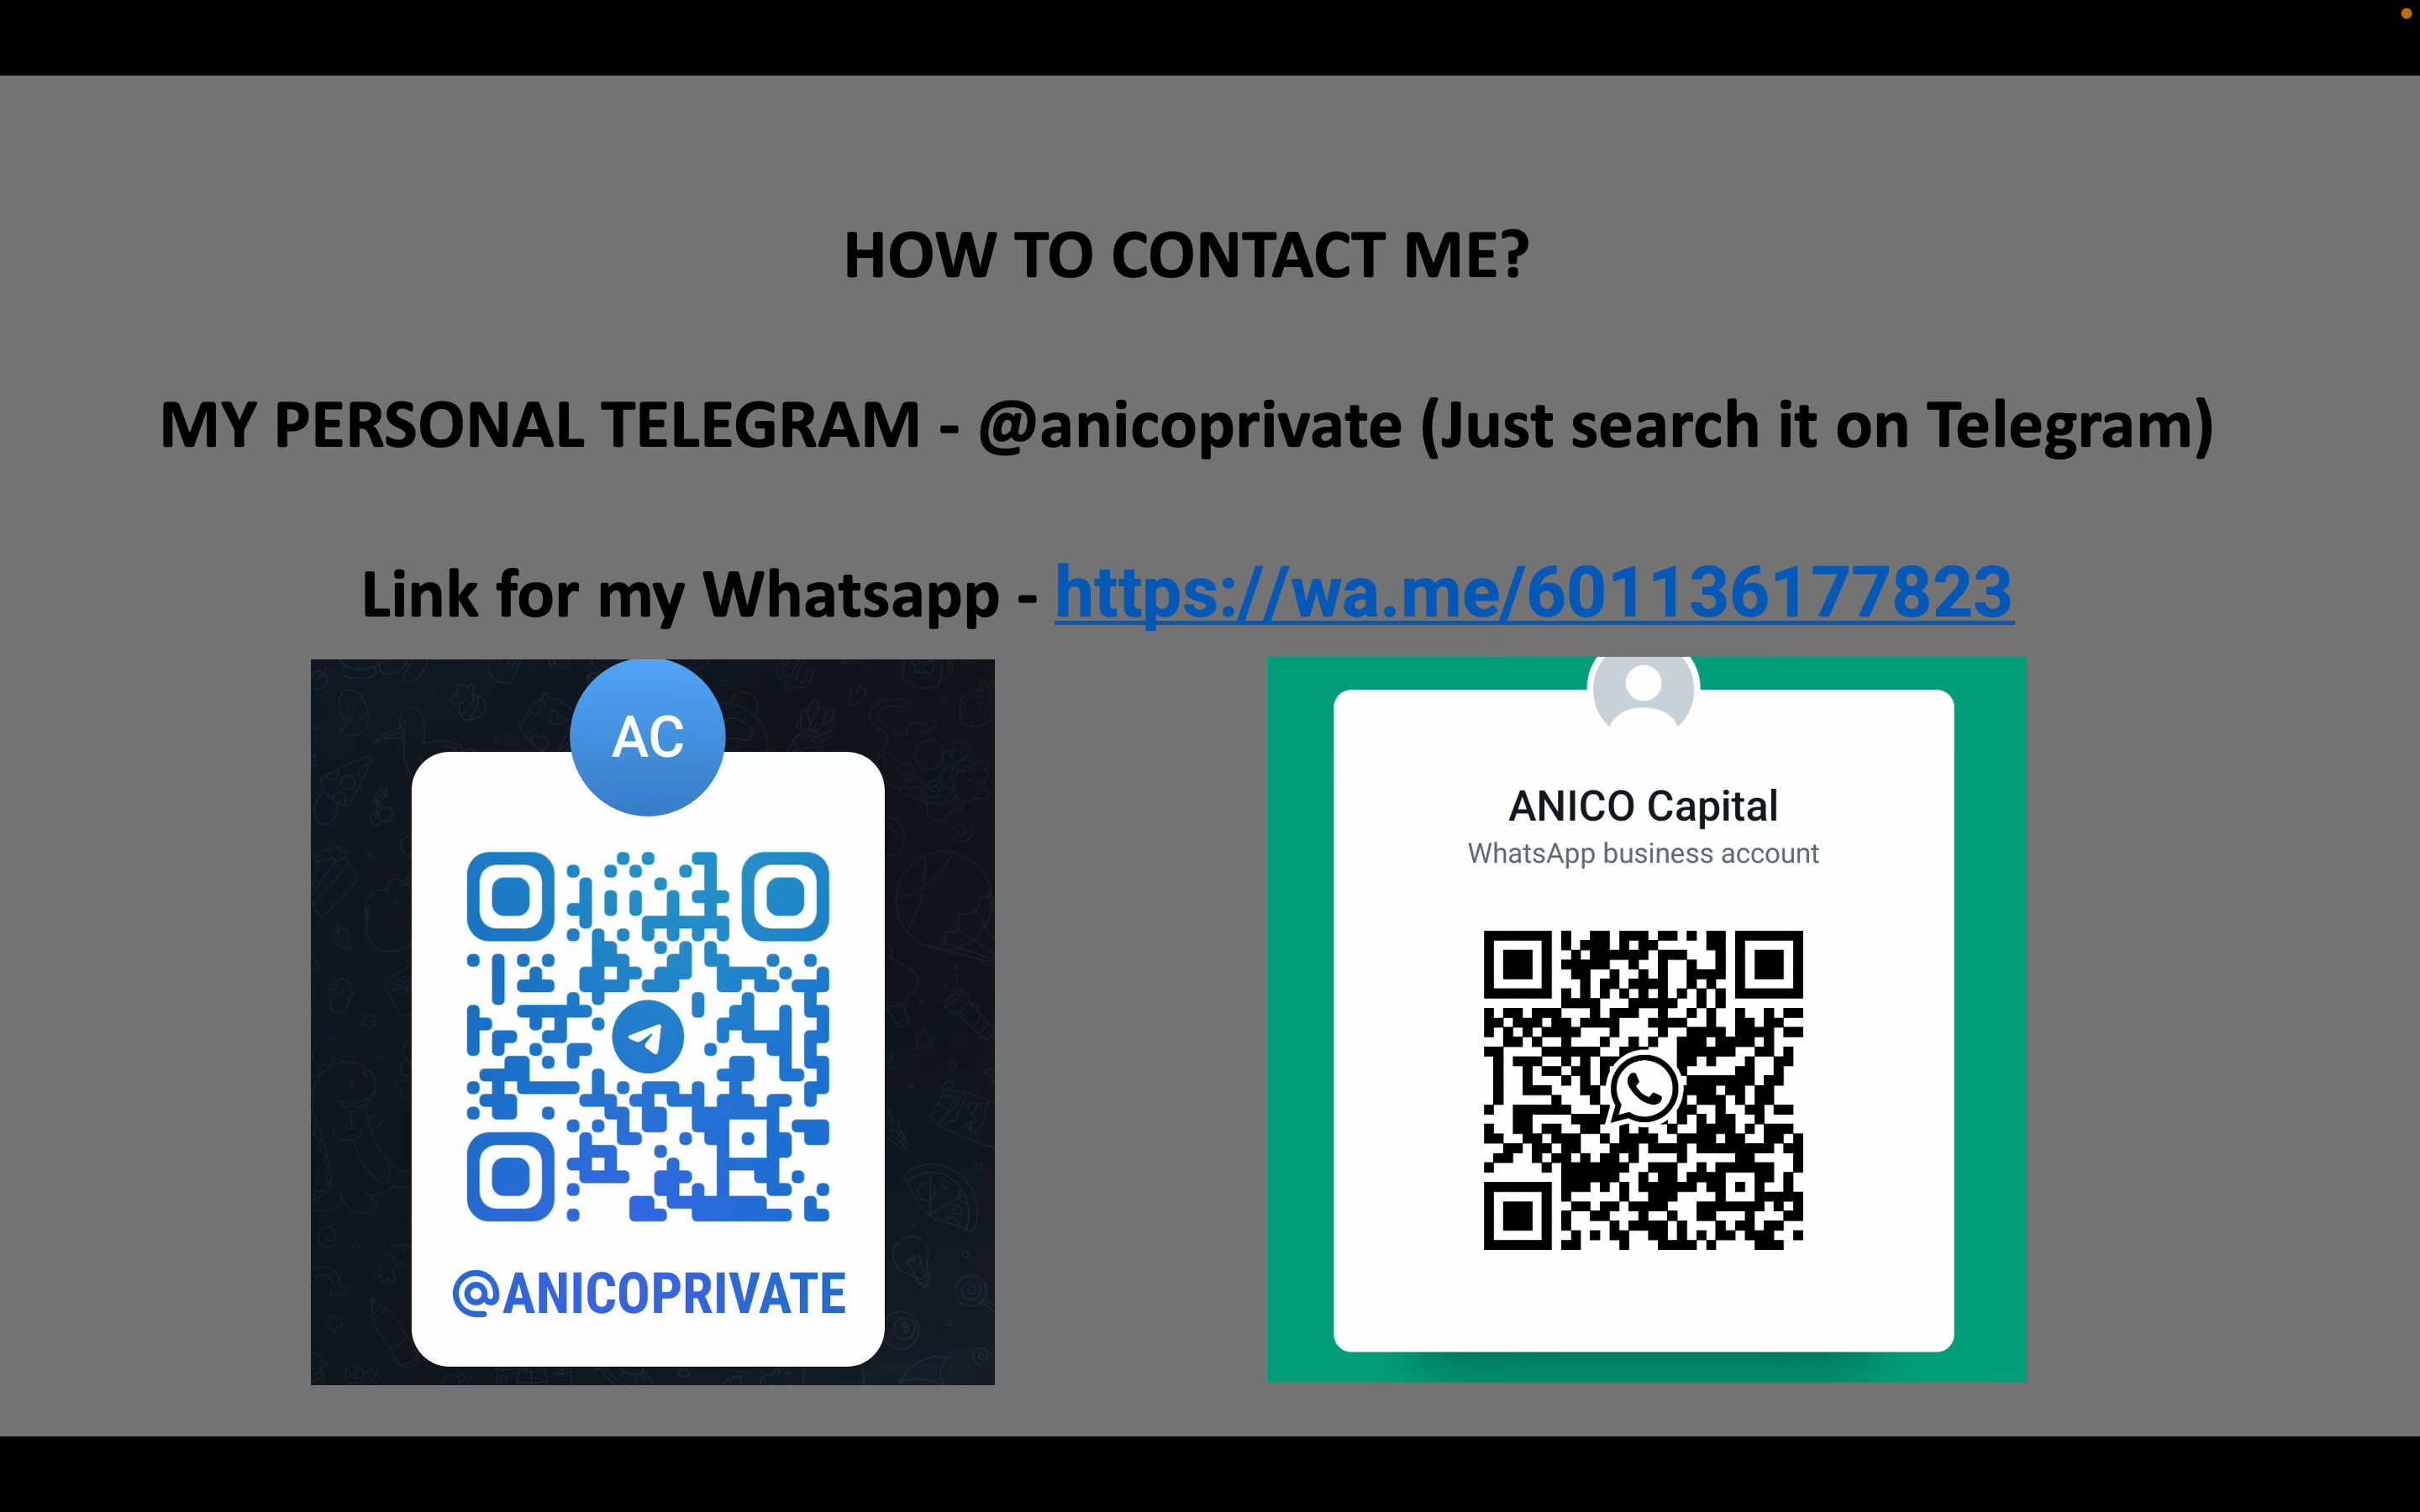 HOW TO CONTACT ME?
MY PERSONAL TELEGRAM - @anicoprivate (Just search it on Telegram)
Link for my Whatsapp - https://wa.me/601136177823
AC
@ANICOPRIVATE
ANICO Capital
WhatsApp business account